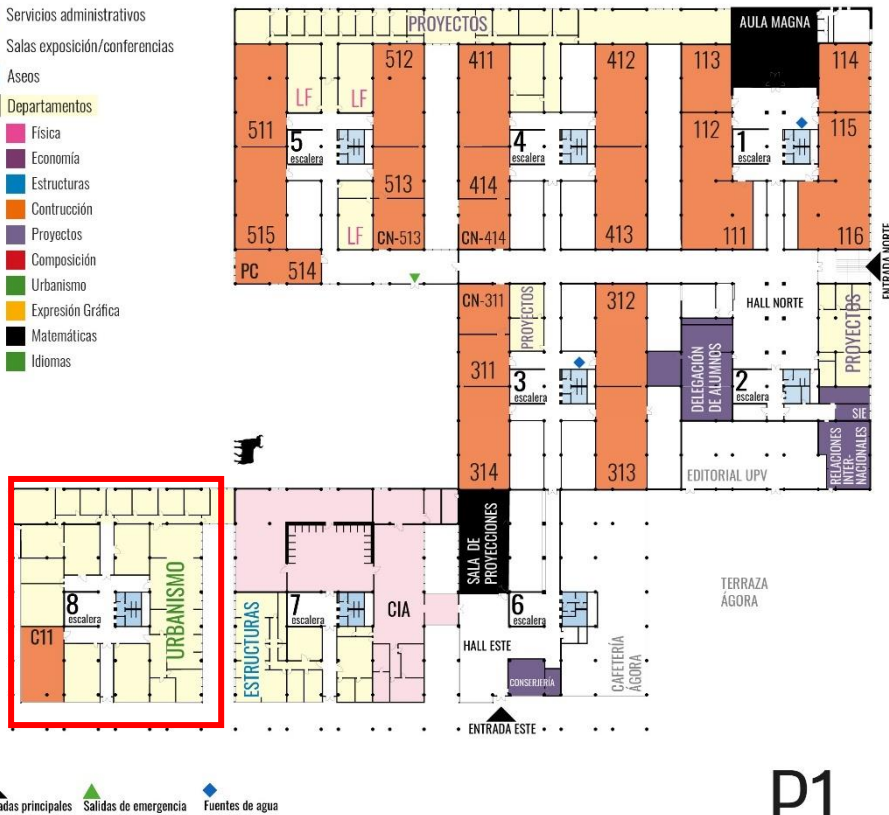 Servicios administrativos
Salas exposición/conferencias
Aseos
Departamentos
Física
Economía
Estructuras
Contrucción
Proyectos
Composición
Urbanismo
Expresión Gráfica
Matemáticas
Idiomas
PROYECTOS
AULA MAGNA
512
411
412
113
114
LF
LF
511
5
escalera
4
escalera
112
1
escalera
115
513
414
515
LF
CN-513
CN-414
413
111
116
PC
514
ENTRADA NORTE
CN-311
PROYECTOS
312
HALL NORTE
PROYECTOS
311
3
escalera
DELEGACIÓN
DE ALUMNOS
2
escalera
SIE
314
313
EDITORIAL UPV
RELACIONES
INTER-
NACIONALES
SALA DE
PROYECCIONES
URBANISMO
8
escalera
C11
ESTRUCTURAS
7
escalera
CIA
6
escalera
HALL ESTE
CONSERJERÍA
CAFETERÍA
ÁGORA
TERRAZA
ÁGORA
ENTRADA ESTE
principales
Salidas de emergencia
Fuentes de agua
P1